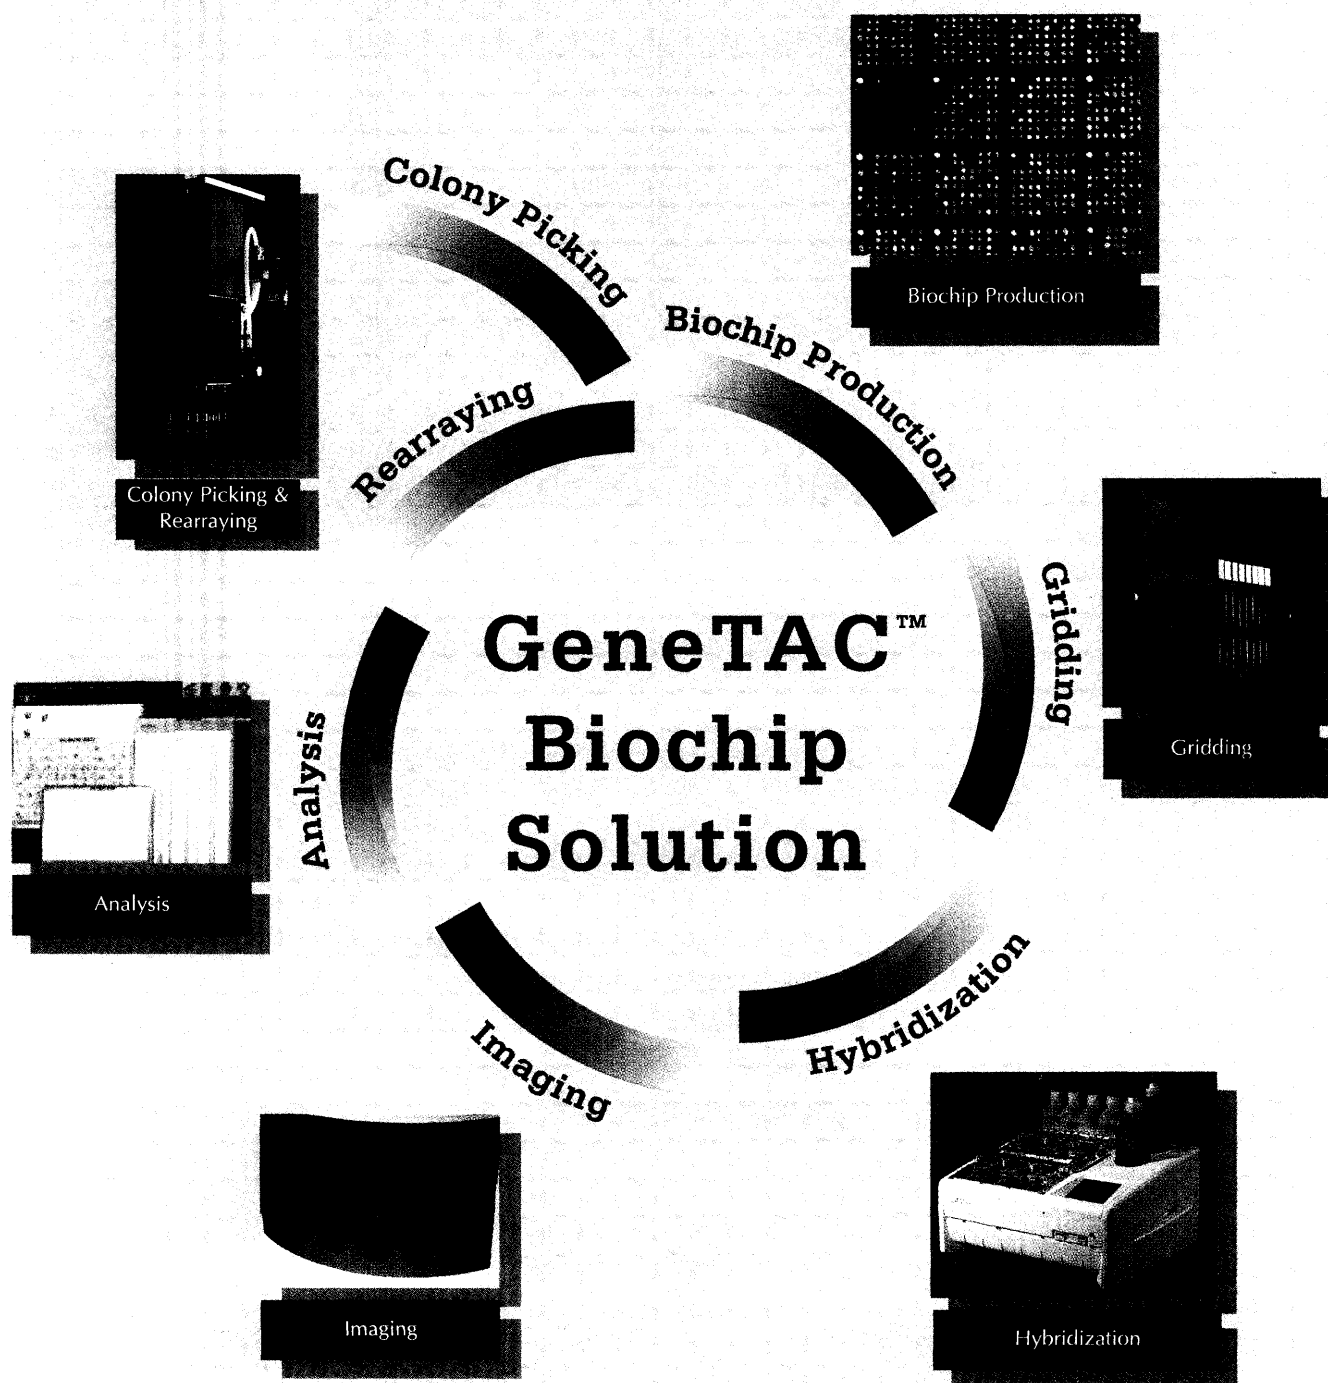 Colony Picking
Biochip Production
Biochip Production
Rearraying
Colony Picking &
Rearraying
Gridding
Gridding
GeneTAC™
Biochip
Solution
Analysis
Analysis
Hybridization
Imaging
Imaging
Hybridization